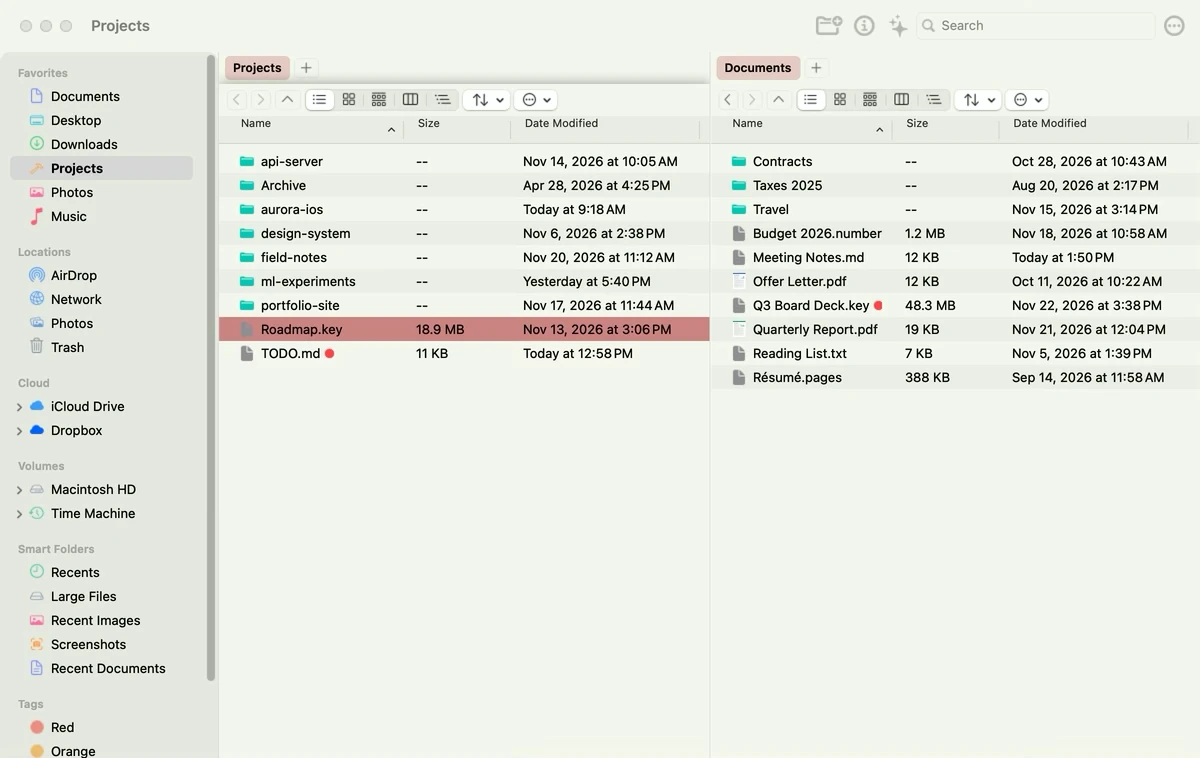 Projects
Search
Favorites
Documents
Desktop
Downloads
Projects
Photos
Music
Locations
AirDrop
Network
Photos
Trash
Cloud
iCloud Drive
Dropbox
Volumes
Macintosh HD
Time Machine
Smart Folders
Recents
Large Files
Recent Images
Screenshots
Recent Documents
Tags
Red
Orange
Projects
Name Size Date Modified
api-server -- Nov 14, 2026 at 10:05 AM
Archive -- Apr 28, 2026 at 4:25 PM
aurora-ios -- Today at 9:18 AM
design-system -- Nov 6, 2026 at 2:38 PM
field-notes -- Nov 20, 2026 at 11:12 AM
ml-experiments -- Yesterday at 5:40 PM
portfolio-site -- Nov 17, 2026 at 11:44 AM
Roadmap.key 18.9 MB Nov 13, 2026 at 3:06 PM
TODO.md 11 KB Today at 12:58 PM
Documents
Name Size Date Modified
Contracts -- Oct 28, 2026 at 10:43 AM
Taxes 2025 -- Aug 20, 2026 at 2:17 PM
Travel -- Nov 15, 2026 at 3:14 PM
Budget 2026.number 1.2 MB Nov 18, 2026 at 10:58 AM
Meeting Notes.md 12 KB Today at 1:50 PM
Offer Letter.pdf 12 KB Oct 11, 2026 at 10:22 AM
Q3 Board Deck.key 48.3 MB Nov 22, 2026 at 3:38 PM
Quarterly Report.pdf 19 KB Nov 21, 2026 at 12:04 PM
Reading List.txt 7 KB Nov 5, 2026 at 1:39 PM
Résumé.pages 388 KB Sep 14, 2026 at 11:58 AM